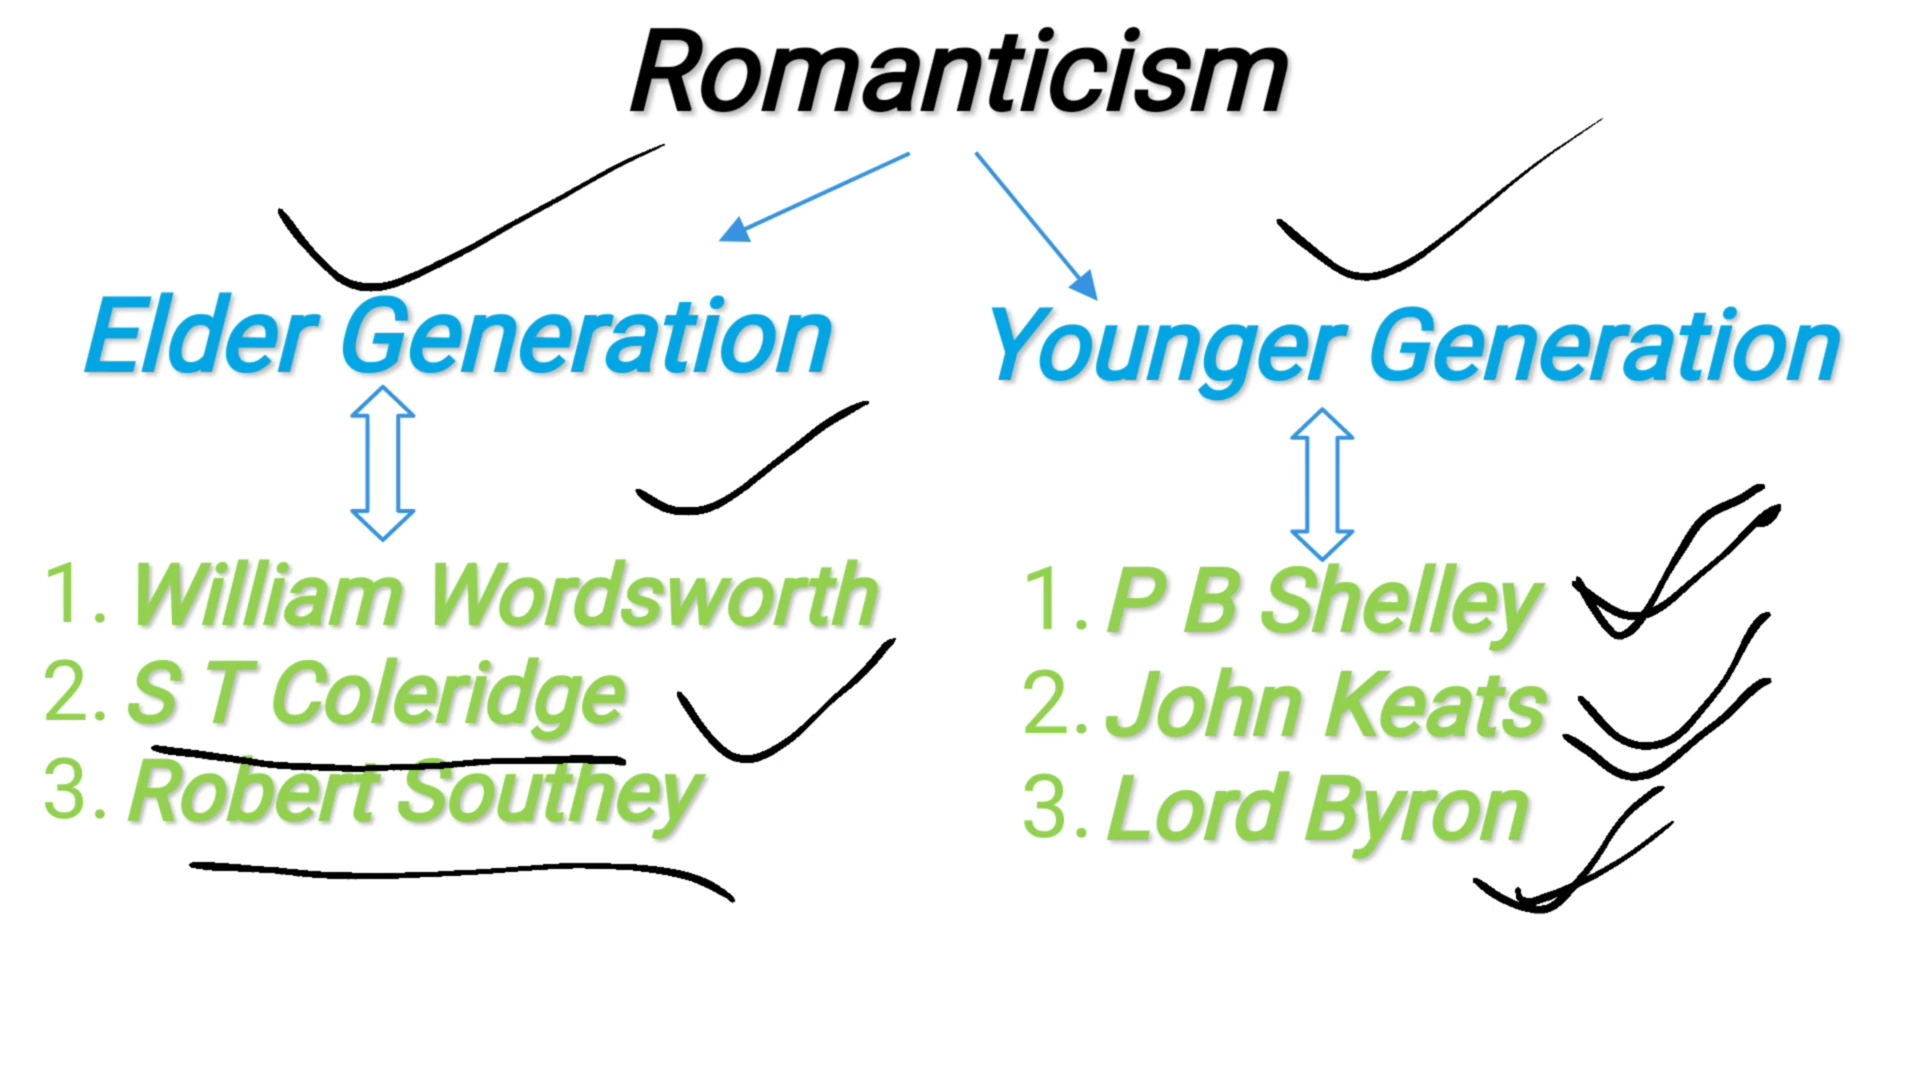 Romanticism
Elder Generation
1. William Wordsworth
2. S T Coleridge
3. Robert Southey
Younger Generation
1. P B Shelley
2. John Keats
3. Lord Byron